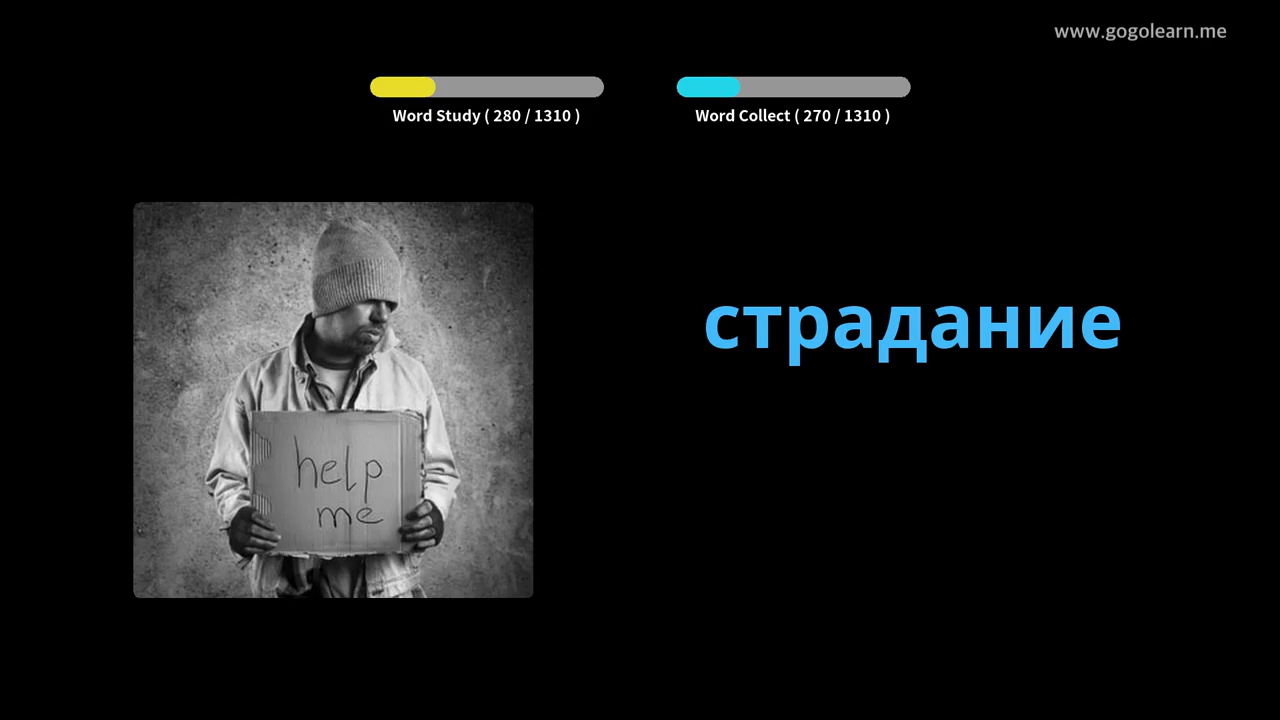 www.gogolearn.me
Word Study ( 280 / 1310 )
Word Collect ( 270 / 1310 )
страдание
help
me